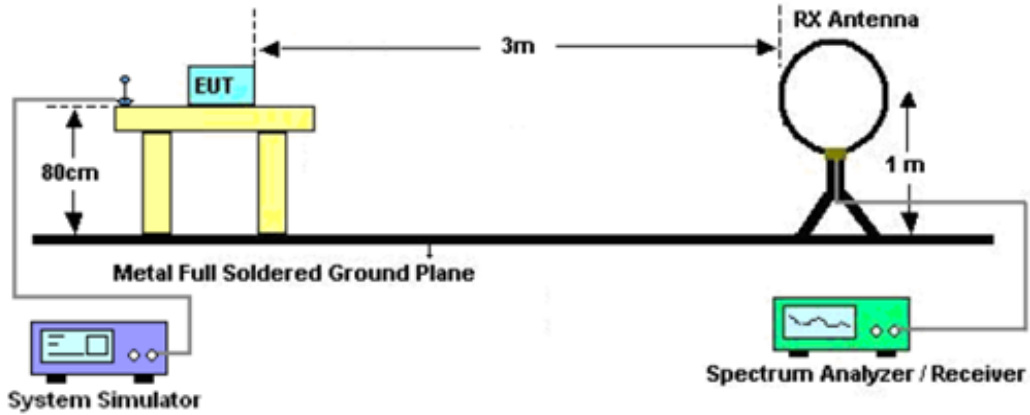 RX Antenna
3m
EUT
80cm
1 m
Metal Full Soldered Ground Plane
System Simulator
Spectrum Analyzer / Receiver